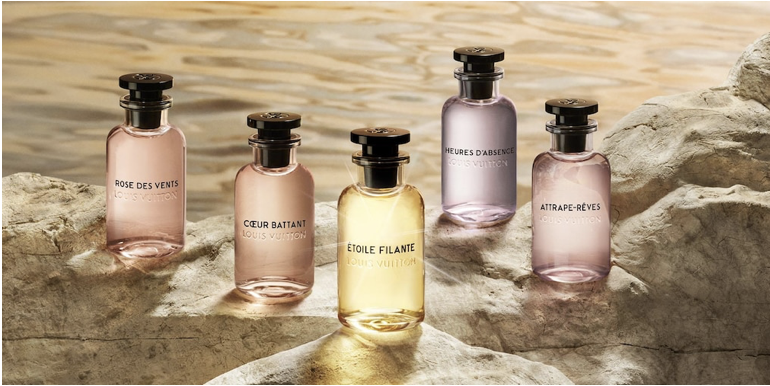 ROSE DES VENTS
LOUIS VUITTON
CŒUR BATTANT
LOUIS VUITTON
ÉTOILE FILANTE
LOUIS VUITTON
HEURES D'ABSENCE
LOUIS VUITTON
ATTRAPE-RÊVES
LOUIS VUITTON